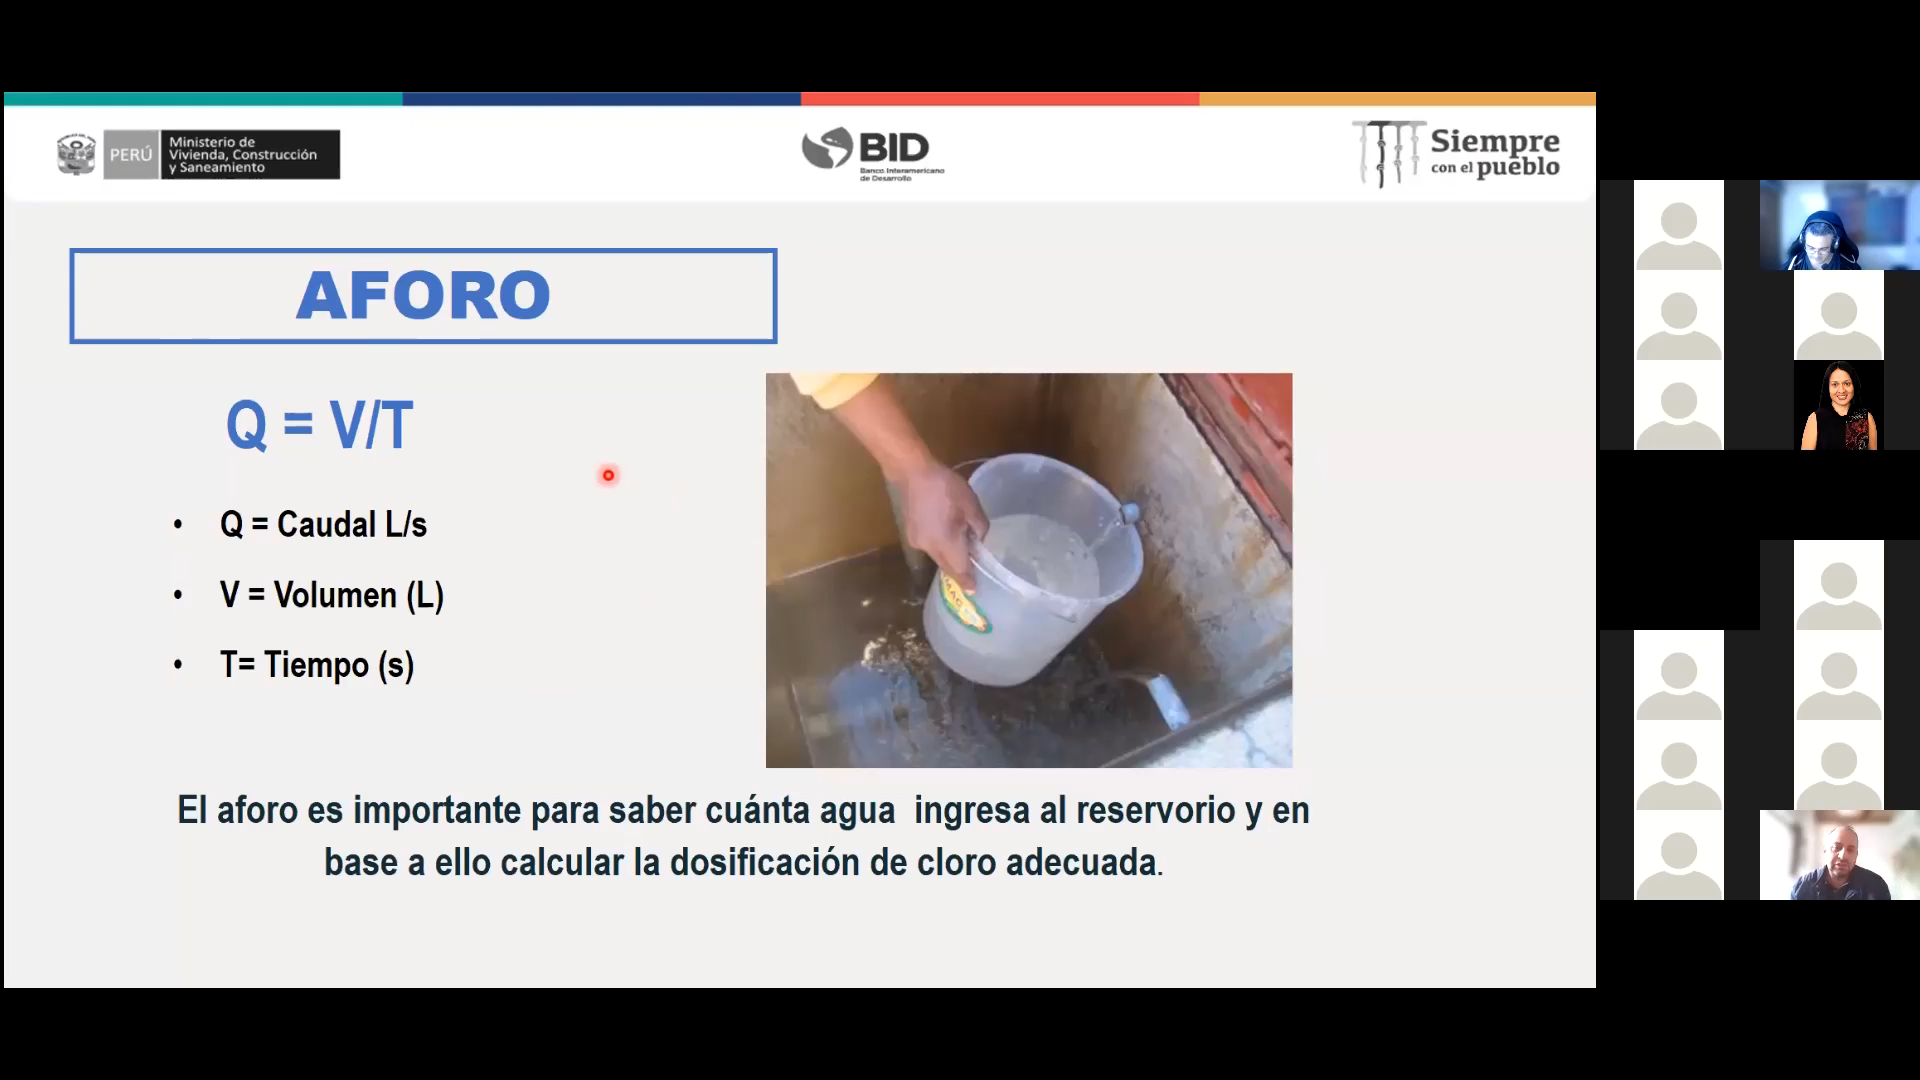 PERÚ
Ministerio de
Vivienda, Construcción
y Saneamiento
BID
Banco Interamericano
de Desarrollo
Siempre
con el pueblo
AFORO
Q = V/T
• Q = Caudal L/s
• V = Volumen (L)
• T= Tiempo (s)
El aforo es importante para saber cuánta agua ingresa al reservorio y en
base a ello calcular la dosificación de cloro adecuada.